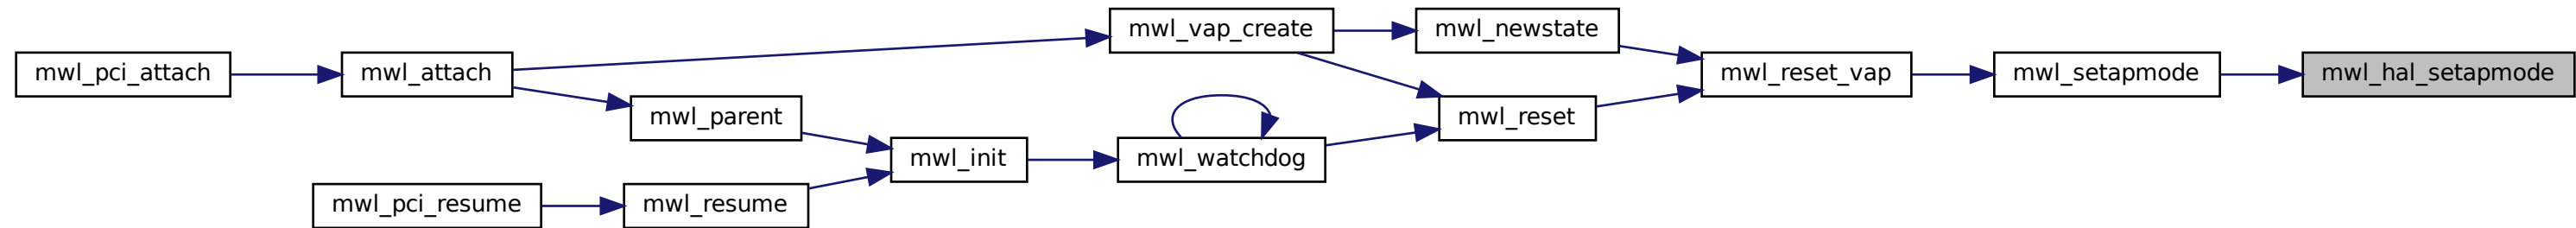 mwl_pci_attach
mwl_attach
mwl_vap_create
mwl_newstate
mwl_reset_vap
mwl_setapmode
mwl_hal_setapmode
mwl_parent
mwl_reset
mwl_init
mwl_watchdog
mwl_pci_resume
mwl_resume